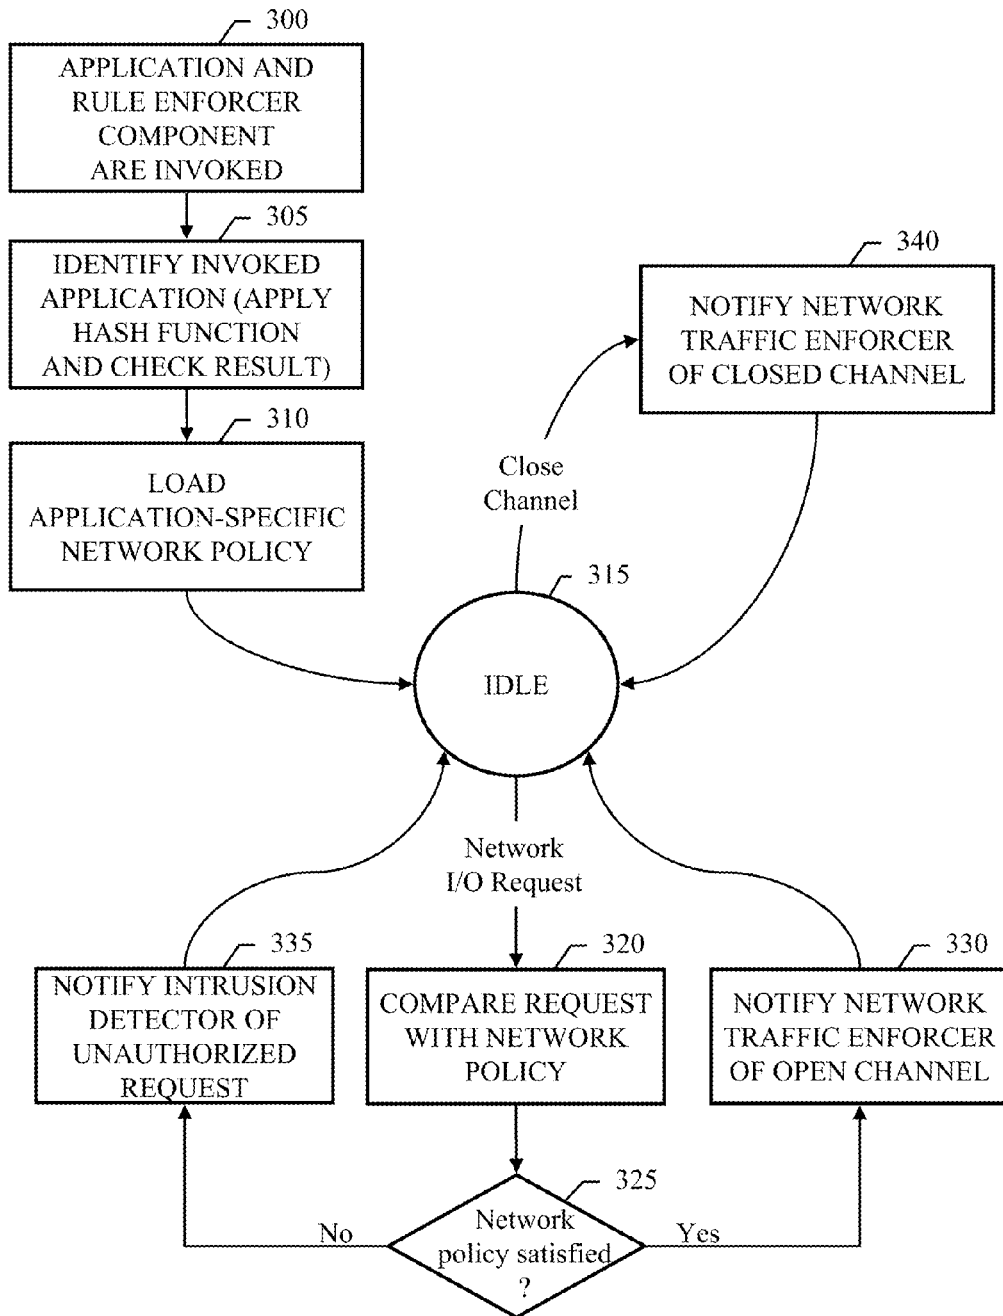 300
APPLICATION AND
RULE ENFORCER
COMPONENT
ARE INVOKED
305
IDENTIFY INVOKED
APPLICATION (APPLY
HASH FUNCTION
AND CHECK RESULT)
310
LOAD
APPLICATION-SPECIFIC
NETWORK POLICY
340
NOTIFY NETWORK
TRAFFIC ENFORCER
OF CLOSED CHANNEL
Close
Channel
315
IDLE
Network
I/O Request
335
NOTIFY INTRUSION
DETECTOR OF
UNAUTHORIZED
REQUEST
320
COMPARE REQUEST
WITH NETWORK
POLICY
330
NOTIFY NETWORK
TRAFFIC ENFORCER
OF OPEN CHANNEL
325
No
Network
policy satisfied
?
Yes